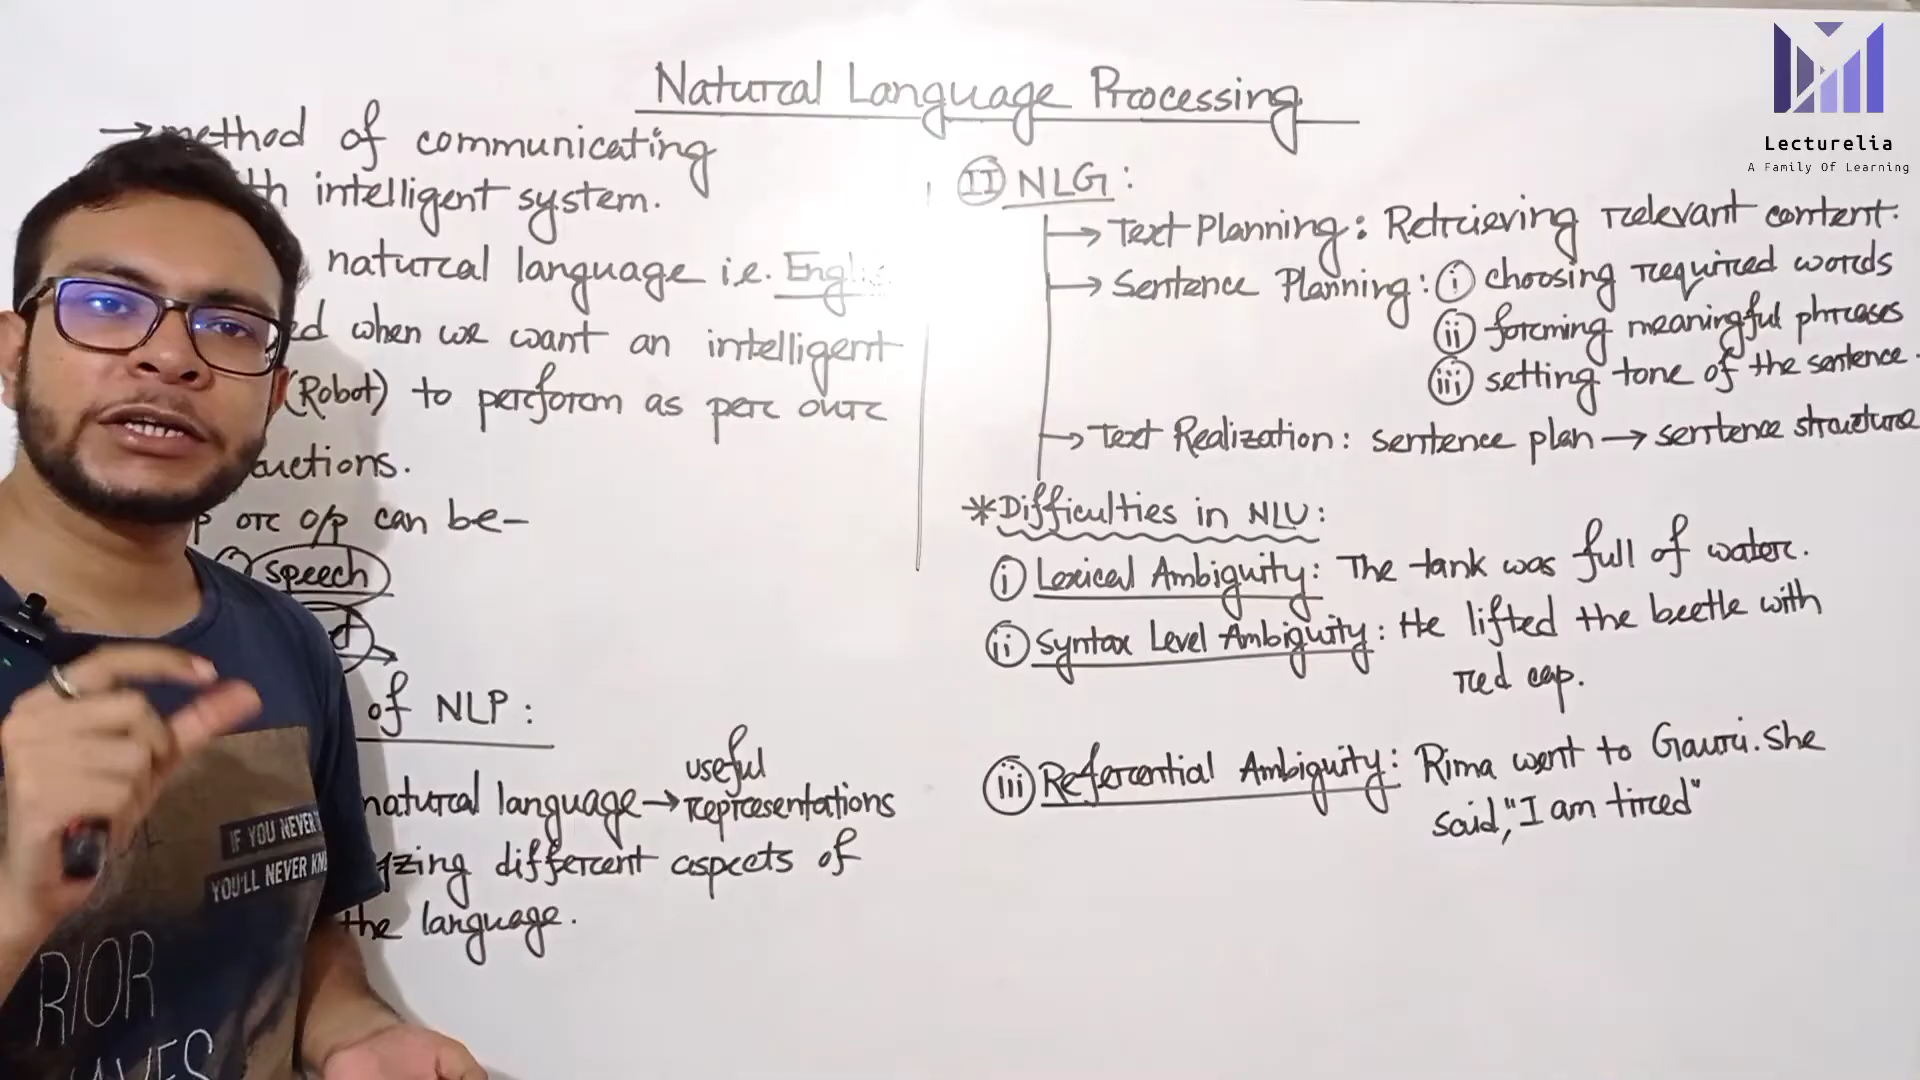 Natural Language Processing
→ method of communicating
intelligent system.
natural language i.e.
when we want an intelligent
(Robot) to perform as per our
or o/p can be-
speech
of NLP:
natural language → useful representations
different aspects of
the language.
II NLG:
→ Text Planning: Retrieving relevant content.
→ Sentence Planning: i choosing required words
ii forming meaningful phrases
iii setting tone of the sentence.
→ Text Realization: sentence plan → sentence structure
*Difficulties in NLU:
i Lexical Ambiguity: The tank was full of water.
ii Syntax Level Ambiguity: He lifted the beetle with
red cap.
iii Referential Ambiguity: Rima went to Gauri. She
said, "I am tired"
Lecturelia
A Family Of Learning
IF YOU NEVER
YOU'LL NEVER